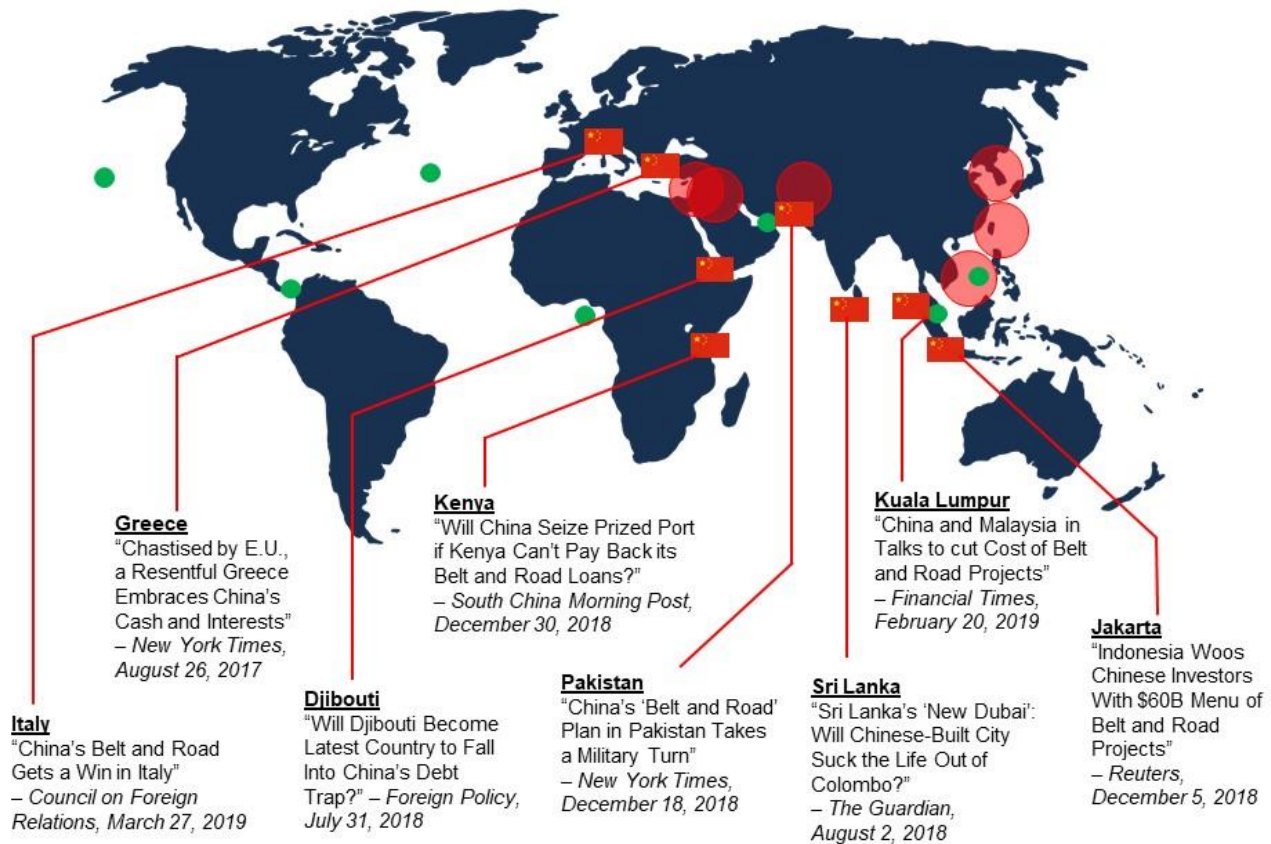 Greece
“Chastised by E.U.,
a Resentful Greece
Embraces China’s
Cash and Interests”
– New York Times,
August 26, 2017
Kenya
“Will China Seize Prized Port
if Kenya Can’t Pay Back its
Belt and Road Loans?”
– South China Morning Post,
December 30, 2018
Kuala Lumpur
“China and Malaysia in
Talks to cut Cost of Belt
and Road Projects”
– Financial Times,
February 20, 2019
Italy
“China’s Belt and Road
Gets a Win in Italy”
– Council on Foreign
Relations, March 27, 2019
Djibouti
“Will Djibouti Become
Latest Country to Fall
Into China’s Debt
Trap?” – Foreign Policy,
July 31, 2018
Pakistan
“China’s ‘Belt and Road’
Plan in Pakistan Takes
a Military Turn”
– New York Times,
December 18, 2018
Sri Lanka
“Sri Lanka’s ‘New Dubai’:
Will Chinese-Built City
Suck the Life Out of
Colombo?”
– The Guardian,
August 2, 2018
Jakarta
“Indonesia Woos
Chinese Investors
With $60B Menu of
Belt and Road
Projects”
– Reuters,
December 5, 2018